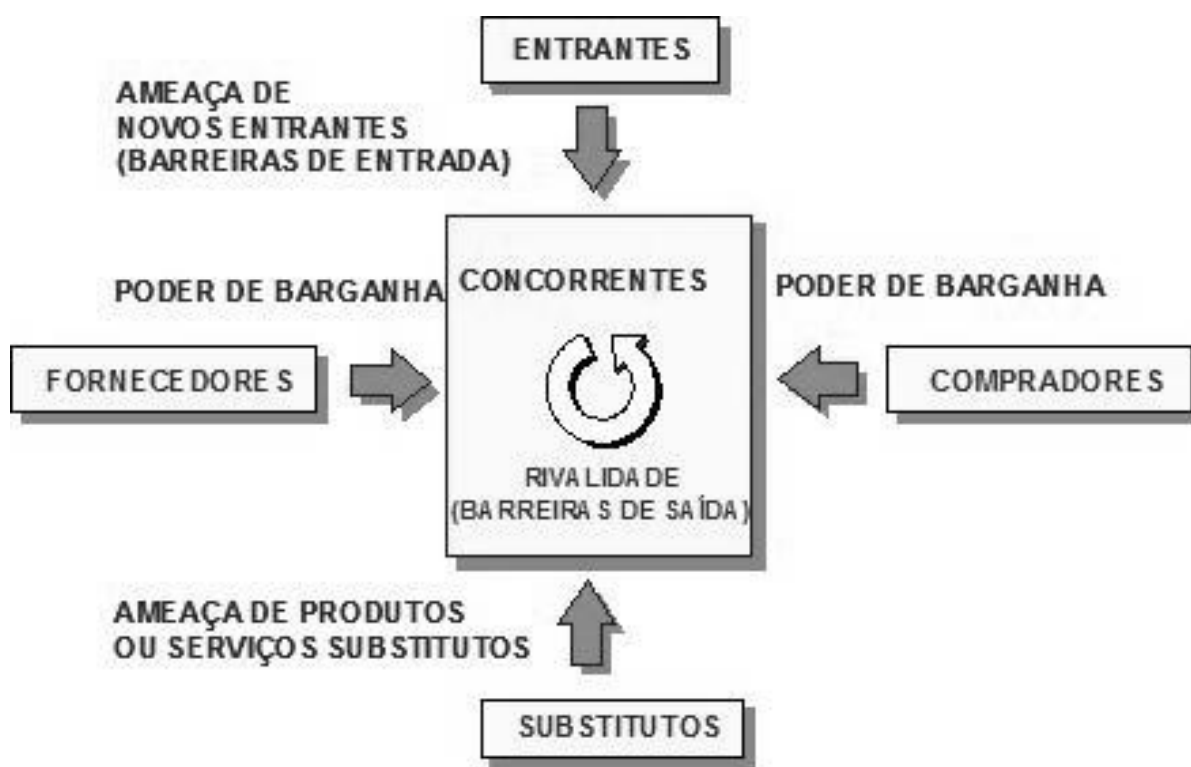 ENTRANTES
AMEAÇA DE
NOVOS ENTRANTES
(BARREIRAS DE ENTRADA)
PODER DE BARGANHA
CONCORRENTES
PODER DE BARGANHA
FORNECEDORES
COMPRADORES
RIVALIDADE
(BARREIRAS DE SAÍDA)
AMEAÇA DE PRODUTOS
OU SERVIÇOS SUBSTITUTOS
SUBSTITUTOS